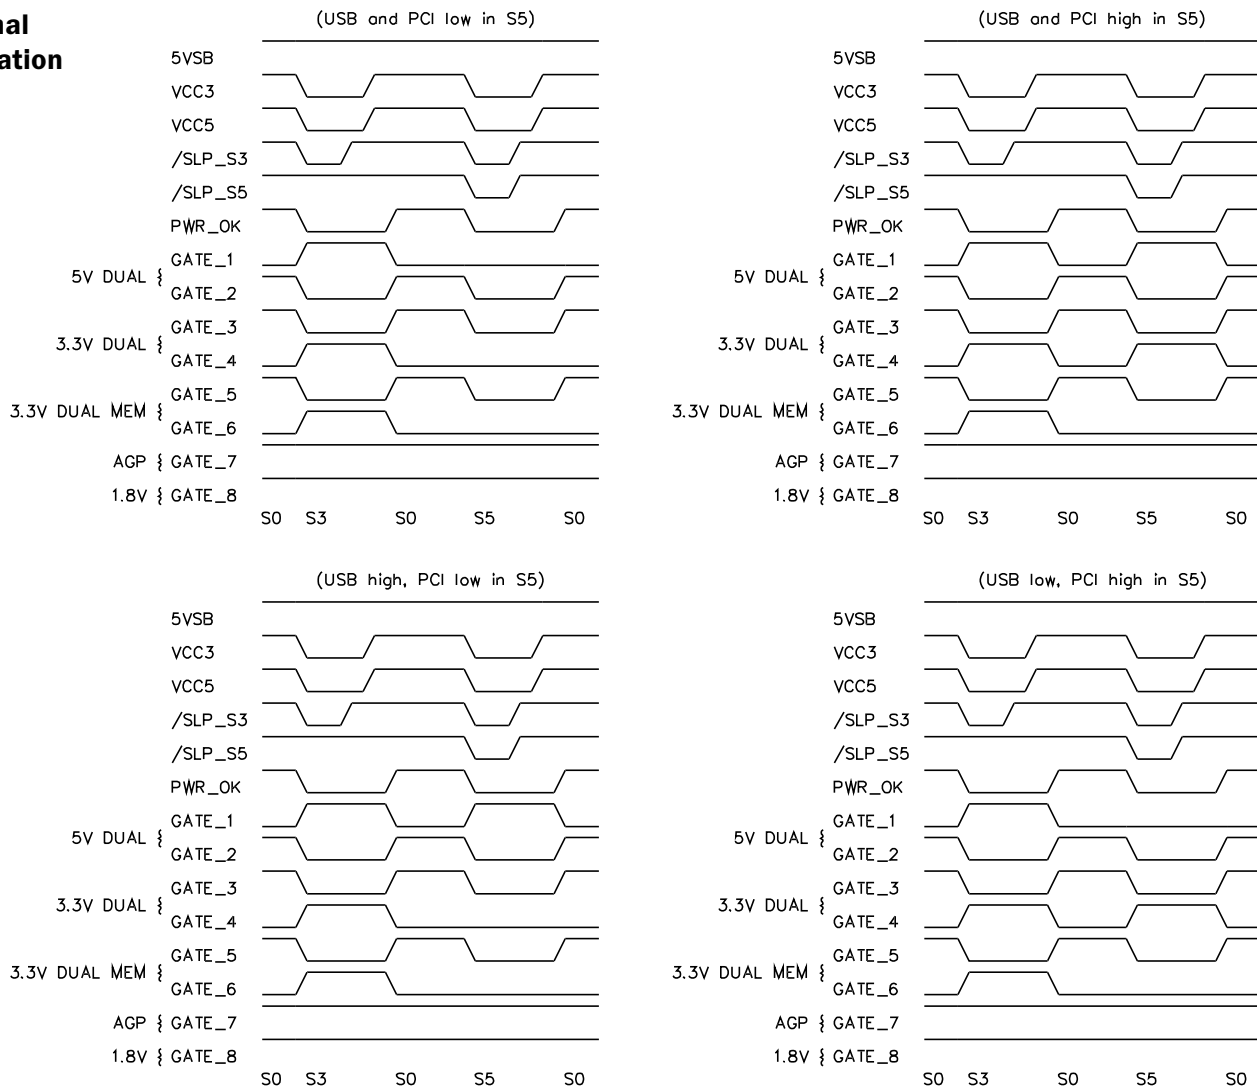 nal
ation
(USB and PCI low in S5)
5VSB
VCC3
VCC5
/SLP_S3
/SLP_S5
PWR_OK
GATE_1
5V DUAL
GATE_2
GATE_3
3.3V DUAL
GATE_4
GATE_5
3.3V DUAL MEM
GATE_6
AGP GATE_7
1.8V GATE_8
S0 S3 S0 S5 S0
(USB and PCI high in S5)
5VSB
VCC3
VCC5
/SLP_S3
/SLP_S5
PWR_OK
GATE_1
5V DUAL
GATE_2
GATE_3
3.3V DUAL
GATE_4
GATE_5
3.3V DUAL MEM
GATE_6
AGP GATE_7
1.8V GATE_8
S0 S3 S0 S5 S0
(USB high, PCI low in S5)
5VSB
VCC3
VCC5
/SLP_S3
/SLP_S5
PWR_OK
GATE_1
5V DUAL
GATE_2
GATE_3
3.3V DUAL
GATE_4
GATE_5
3.3V DUAL MEM
GATE_6
AGP GATE_7
1.8V GATE_8
S0 S3 S0 S5 S0
(USB low, PCI high in S5)
5VSB
VCC3
VCC5
/SLP_S3
/SLP_S5
PWR_OK
GATE_1
5V DUAL
GATE_2
GATE_3
3.3V DUAL
GATE_4
GATE_5
3.3V DUAL MEM
GATE_6
AGP GATE_7
1.8V GATE_8
S0 S3 S0 S5 S0